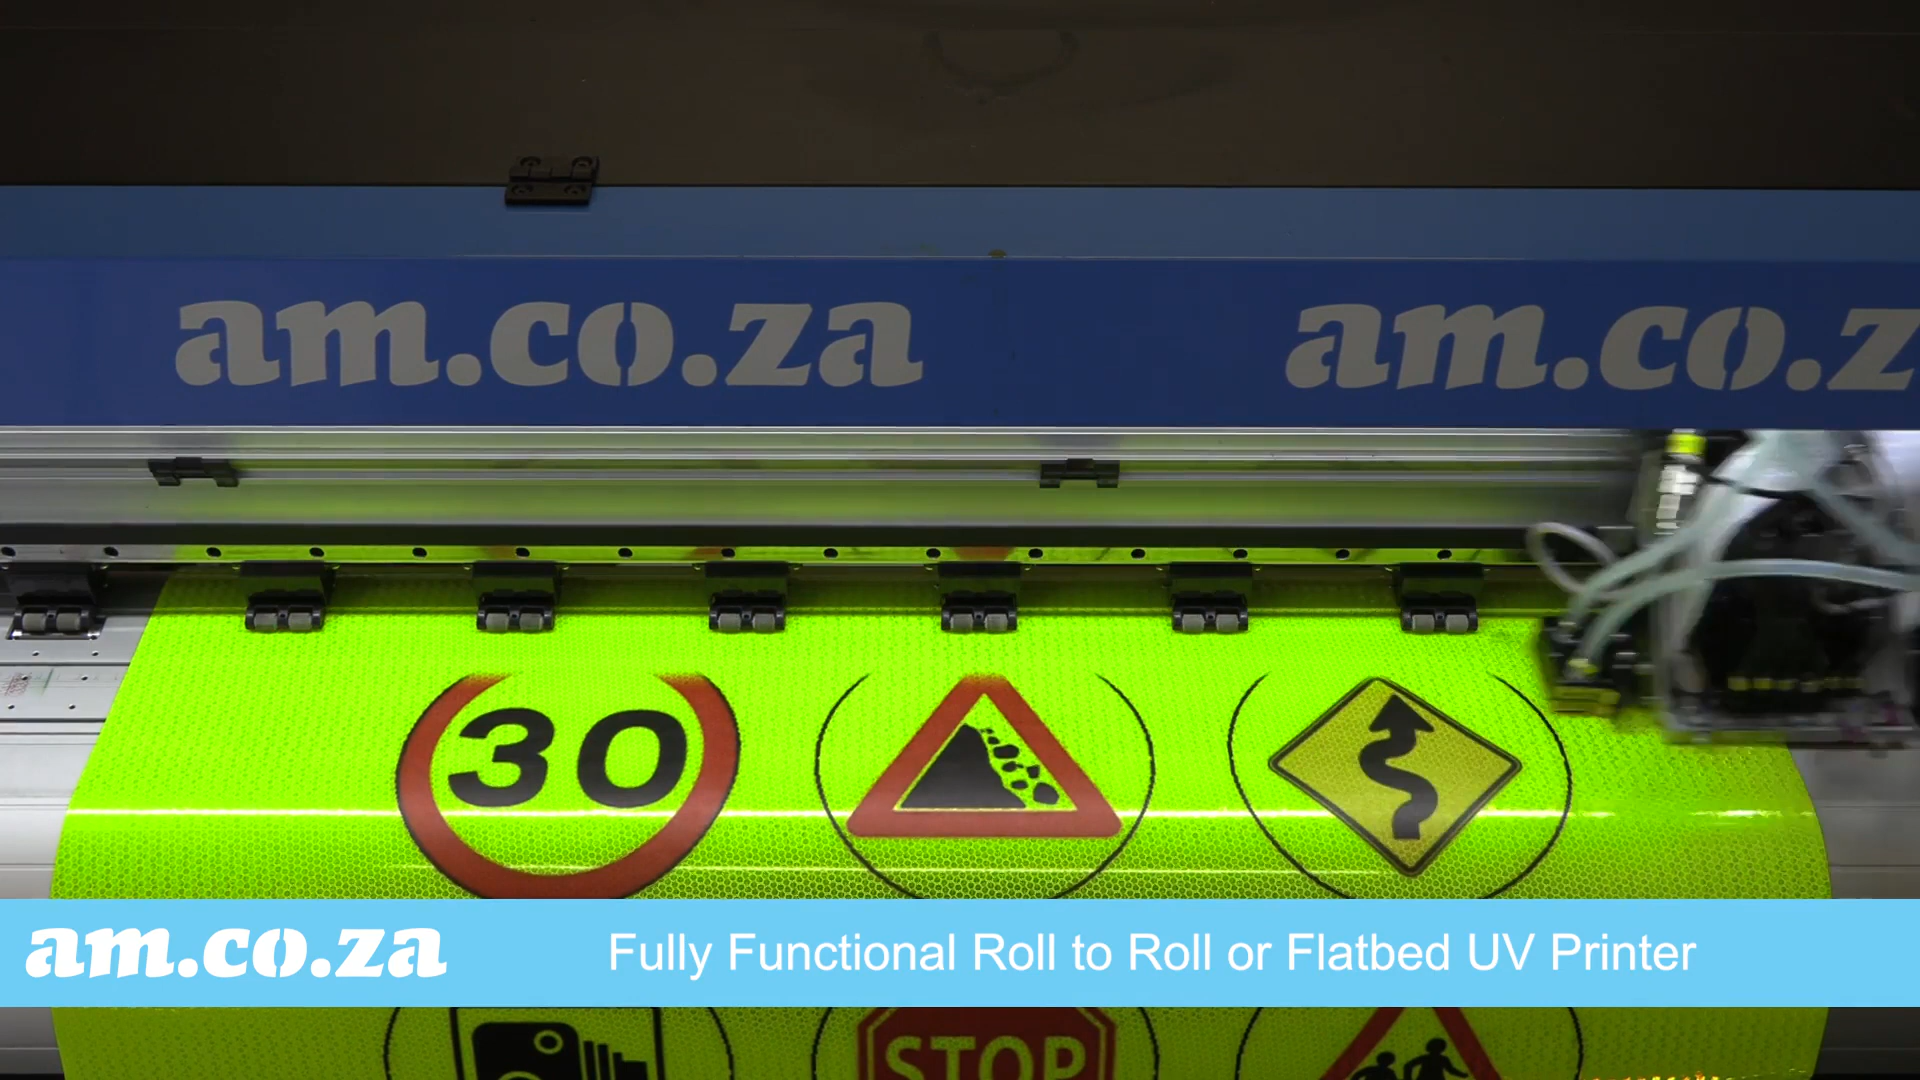 am.co.za
am.co.z
30
am.co.za
Fully Functional Roll to Roll or Flatbed UV Printer
STOP